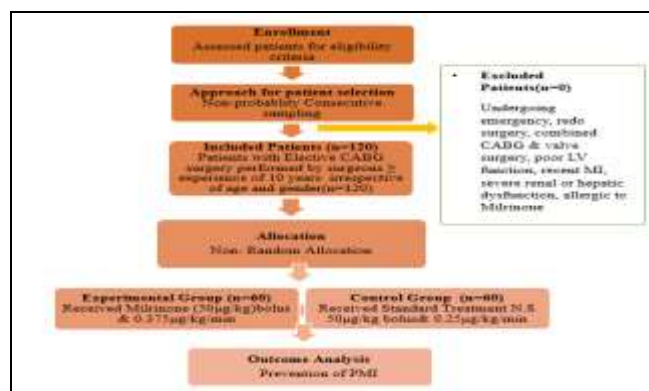 Enrollment
Assessed patients for eligibility
criteria
Approach for patient selection
Non-probablity Consecutive
sampling
Included Patients (n=120)
Patients with Elective CABG
surgery performed by surgeons ≥
experience of 10 years, irrespective
of age and gender(n=120)
• Excluded
Patients(n=0)
Undergoing
emergency, redo
surgery, combined
CABG & valve
surgery, poor LV
function, recent MI,
severe renal or hepatic
dysfunction, allergic to
Milrinone
Allocation
Non- Random Allocation
Experimental Group (n=60)
Received Milrinone (50µg/kg)bolus
& 0.375µg/kg/min
Control Group (n=60)
Received Standard Treatment N.S
50µg/kg bolus& 0.25µg/kg/min
Outcome Analysis
Prevention of PMI